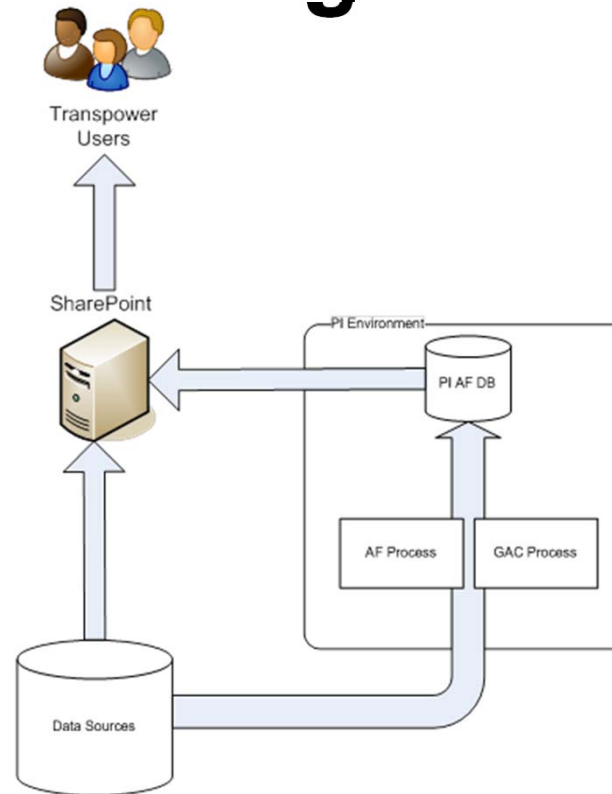 g
Transpower
Users
SharePoint
PI Environment
PI AF DB
AF Process
GAC Process
Data Sources